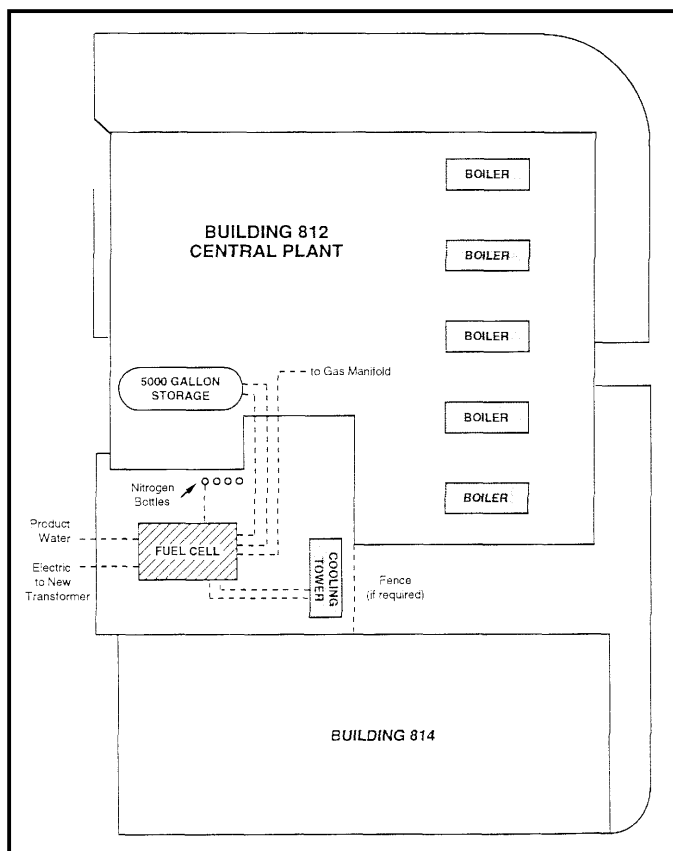 BOILER
BUILDING 812
CENTRAL PLANT
BOILER
BOILER
to Gas Manifold
5000 GALLON
STORAGE
BOILER
Nitrogen
Bottles
BOILER
Product
Water
FUEL CELL
Electric
to New
Transformer
COOLING
TOWER
Fence
(if required)
BUILDING 814